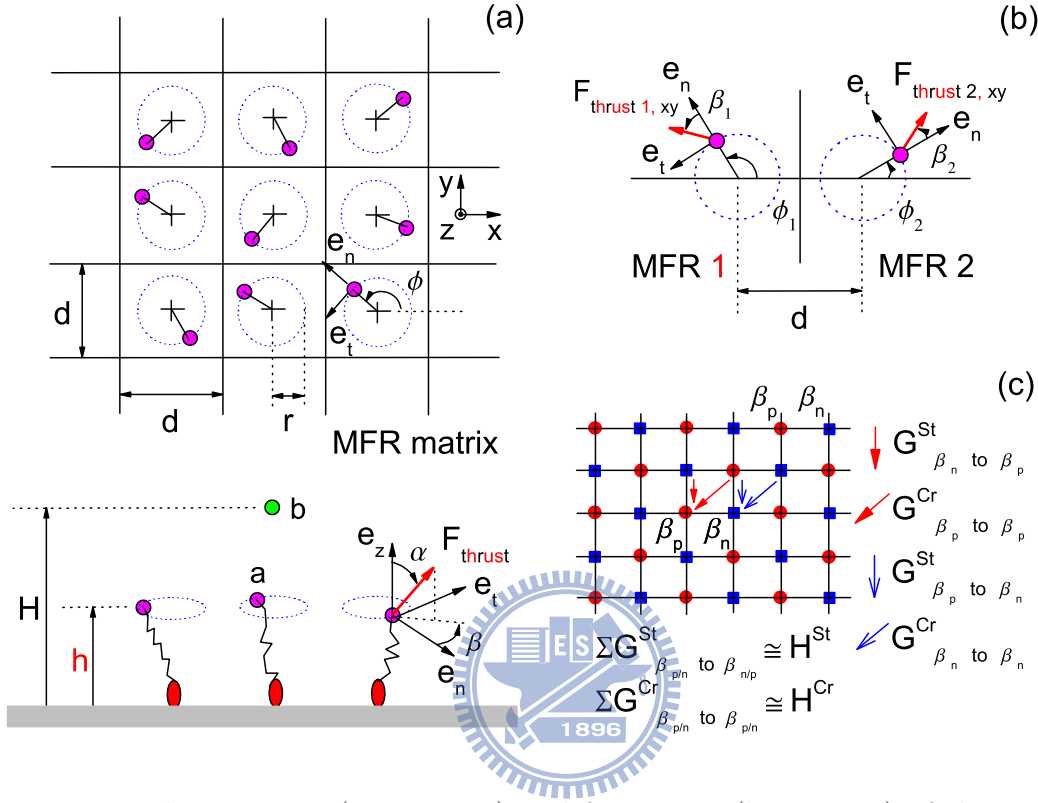 (a)
y
z
x
e_n
ϕ
e_t
d
d
r
MFR matrix
H
h
a
b
e_z
α
F_thrust
e_t
β
e_n
(b)
e_n
F_thrust 1, xy
β_1
e_t
ϕ_1
MFR 1
e_t
F_thrust 2, xy
e_n
β_2
ϕ_2
MFR 2
d
(c)
β_p β_n
β_p β_n
G^St β_n to β_p
G^Cr β_p to β_p
G^St β_p to β_n
G^Cr β_n to β_n
ΣG^St β_p/n to β_n/p ≅ H^St
ΣG^Cr β_p/n to β_p/n ≅ H^Cr
ES
1896